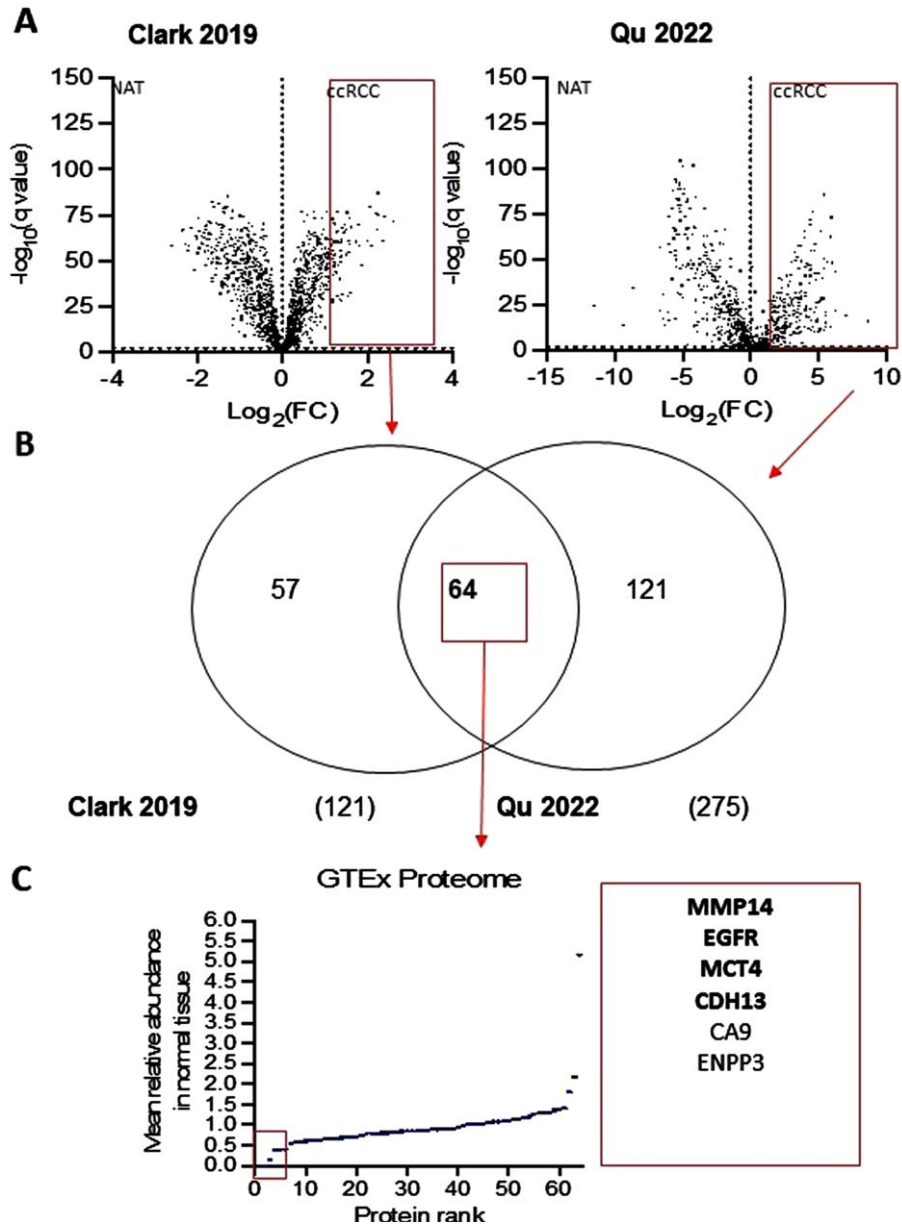 A
Clark 2019
Qu 2022
150
125
100
75
50
25
0
-log10(q value)
NAT
ccRCC
-4
-2
0
2
4
Log2(FC)
150
125
100
75
50
25
0
-log10(q value)
NAT
ccRCC
-15
-10
-5
0
5
10
Log2(FC)
B
57
64
121
Clark 2019
(121)
Qu 2022
(275)
C
GTEx Proteome
Mean relative abundance
in normal tissue
6.0
5.5
5.0
4.5
4.0
3.5
3.0
2.5
2.0
1.5
1.0
0.5
0.0
0
10
20
30
40
50
60
Protein rank
MMP14
EGFR
MCT4
CDH13
CA9
ENPP3